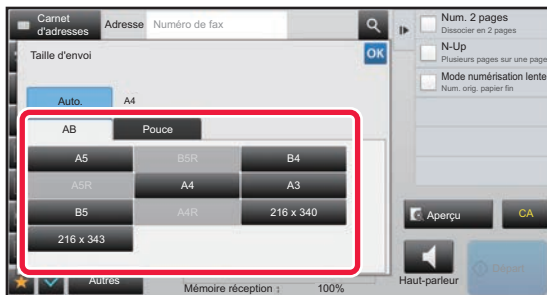 Carnet
d'adresses
Adresse
Numéro de fax
Taille d'envoi
OK
Auto.
A4
AB
Pouce
A5
B5R
B4
A5R
A4
A3
B5
A4R
216 x 340
216 x 343
Autres
Mémoire réception :
100%
Num. 2 pages
Dissocier en 2 pages
N-Up
Plusieurs pages sur une page
Mode numérisation lente
Num. orig. papier fin
Aperçu
CA
Haut-parleur
Départ